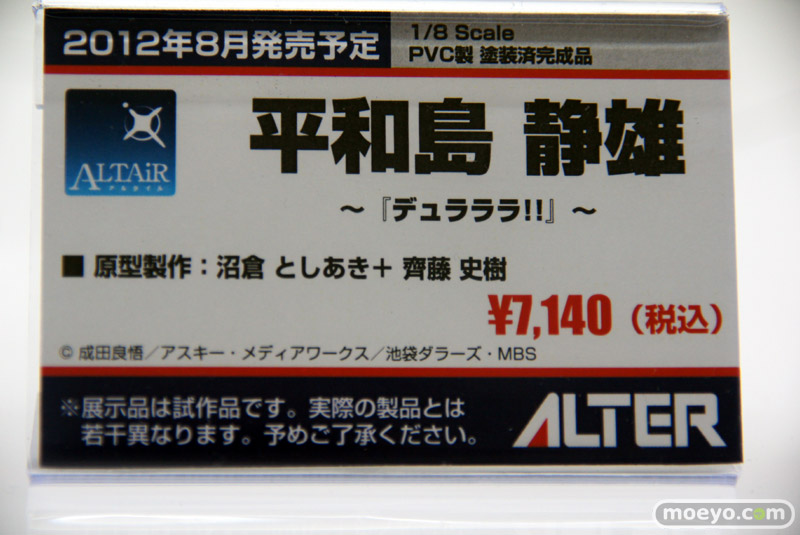 2012年8月発売予定
1/8 Scale
PVC製 塗装済完成品
ALTAiR
アルタイル
平和島 静雄
～『デュラララ!!』～
■ 原型製作：沼倉 としあき＋ 齊藤 史樹
¥7,140（税込）
© 成田良悟／アスキー・メディアワークス／池袋ダラーズ・MBS
※展示品は試作品です。実際の製品とは
若干異なります。予めご了承ください。
ALTER
moeyo.com